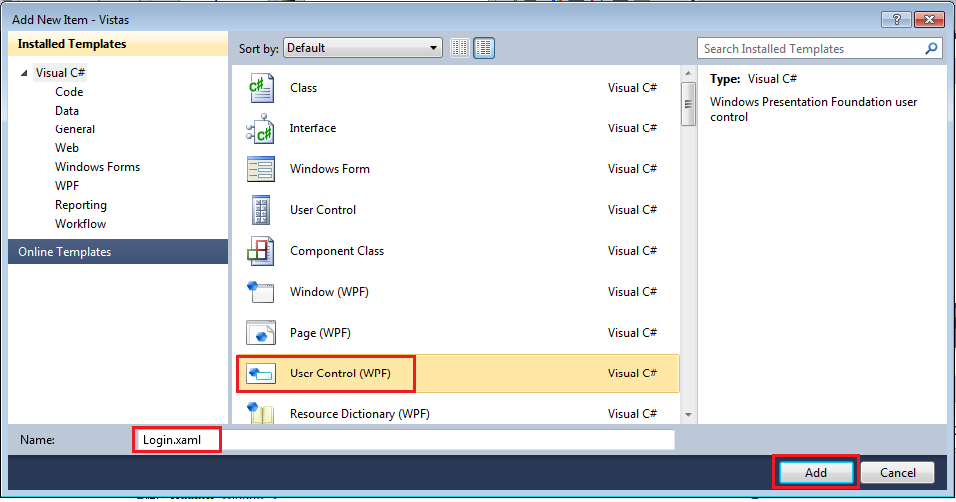 Add New Item - Vistas
Installed Templates
Visual C#
Code
Data
General
Web
Windows Forms
WPF
Reporting
Workflow
Online Templates
Sort by: Default
Search Installed Templates
Class Visual C#
Interface Visual C#
Windows Form Visual C#
User Control Visual C#
Component Class Visual C#
Window (WPF) Visual C#
Page (WPF) Visual C#
User Control (WPF) Visual C#
Resource Dictionary (WPF) Visual C#
Type: Visual C#
Windows Presentation Foundation user
control
Name: Login.xaml
Add Cancel